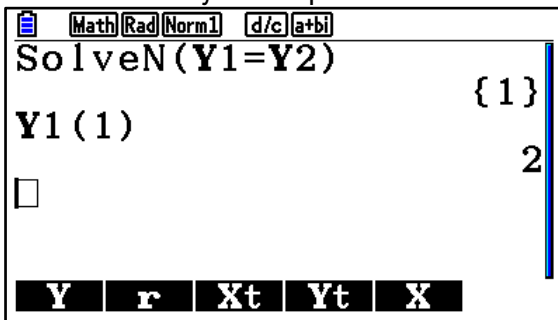 Math Rad Norm1 d/c a+bi
SolveN(Y1=Y2)
{1}
Y1(1)
2
Y r Xt Yt X